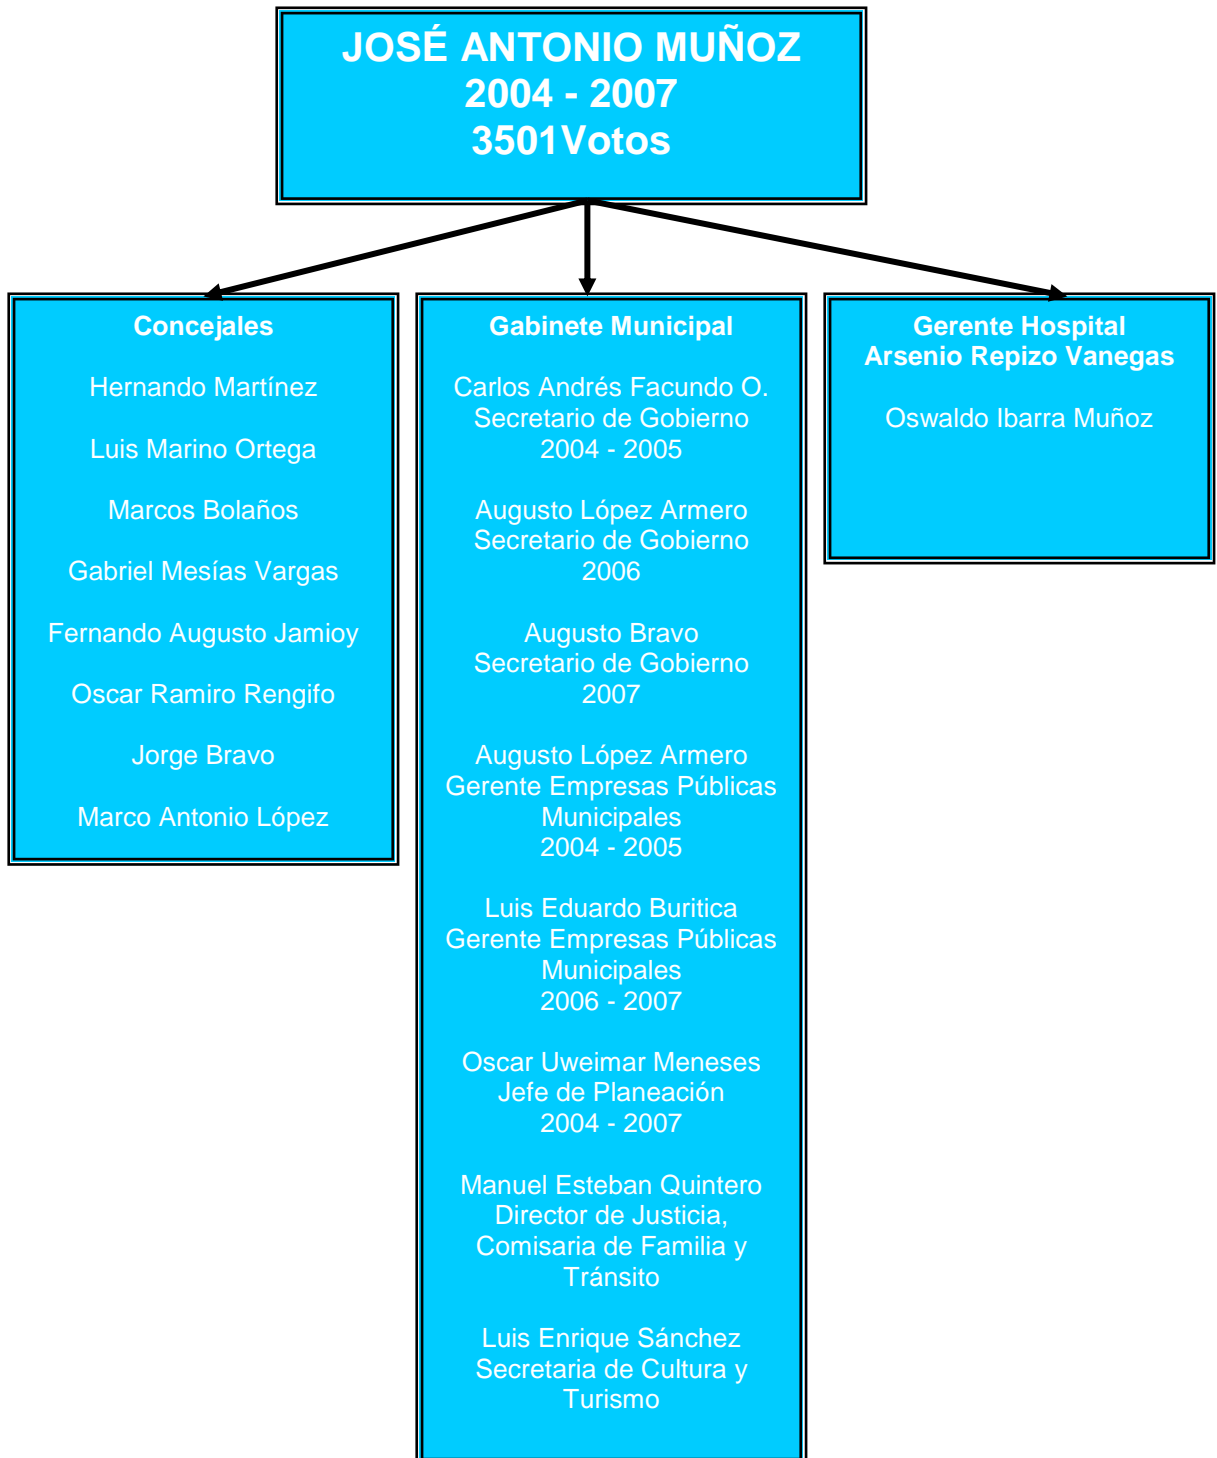 JOSÉ ANTONIO MUÑOZ
2004 - 2007
3501Votos
Concejales
Hernando Martínez
Luis Marino Ortega
Marcos Bolaños
Gabriel Mesías Vargas
Fernando Augusto Jamioy
Oscar Ramiro Rengifo
Jorge Bravo
Marco Antonio López
Gabinete Municipal
Carlos Andrés Facundo O.
Secretario de Gobierno
2004 - 2005
Augusto López Armero
Secretario de Gobierno
2006
Augusto Bravo
Secretario de Gobierno
2007
Augusto López Armero
Gerente Empresas Públicas
Municipales
2004 - 2005
Luis Eduardo Buritica
Gerente Empresas Públicas
Municipales
2006 - 2007
Oscar Uweimar Meneses
Jefe de Planeación
2004 - 2007
Manuel Esteban Quintero
Director de Justicia,
Comisaria de Familia y
Tránsito
Luis Enrique Sánchez
Secretaria de Cultura y
Turismo
Gerente Hospital
Arsenio Repizo Vanegas
Oswaldo Ibarra Muñoz